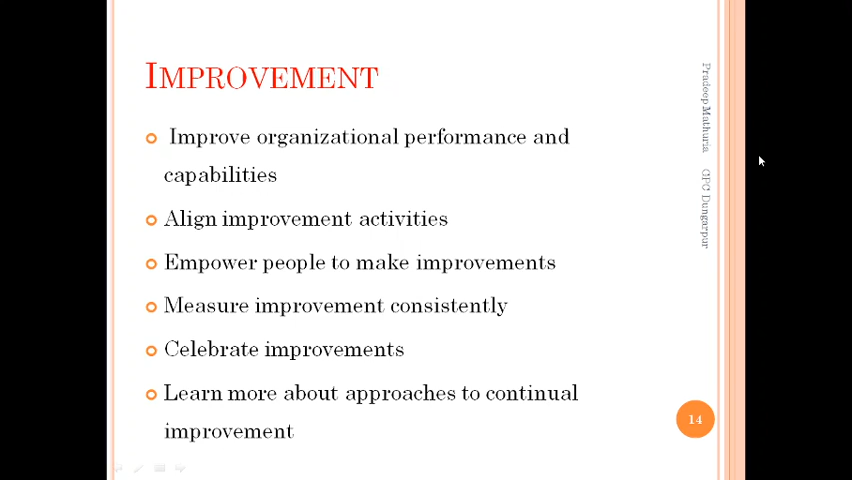 IMPROVEMENT
Improve organizational performance and
capabilities
Align improvement activities
Empower people to make improvements
Measure improvement consistently
Celebrate improvements
Learn more about approaches to continual
improvement
Pradeep Mathuria GPC Dungarpur
14